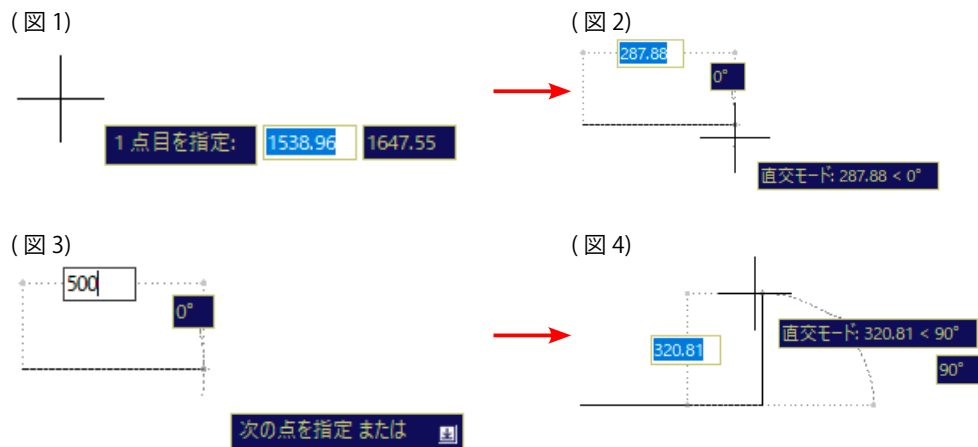 ( 図 1)
1 点目を指定: 1538.96 1647.55
( 図 2)
287.88
0°
直交モード: 287.88 < 0°
( 図 3)
500
0°
次の点を指定 または
( 図 4)
320.81
直交モード: 320.81 < 90°
90°